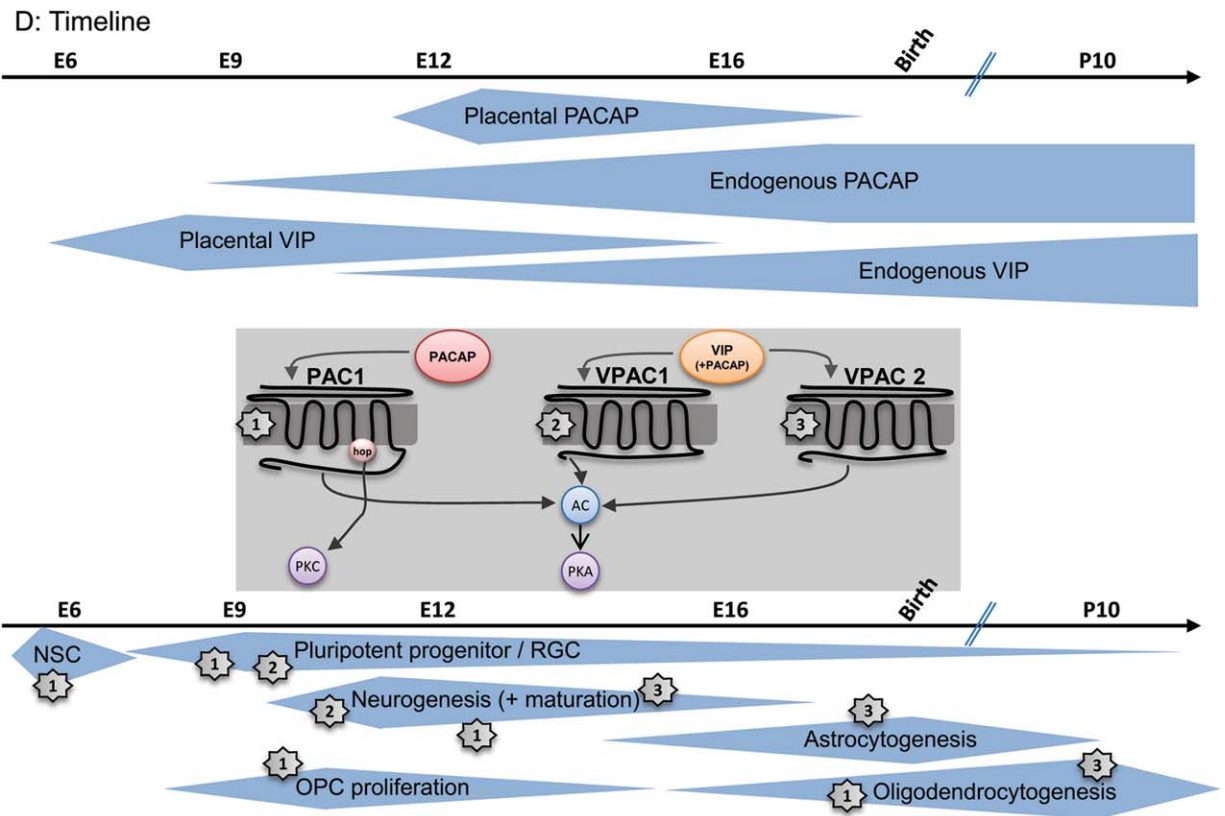 D: Timeline
E6 E9 E12 E16 Birth P10
Placental PACAP
Endogenous PACAP
Placental VIP
Endogenous VIP
PACAP
VIP
(+PACAP)
PAC1 VPAC1 VPAC 2
1 2 3
hop
AC
PKC PKA
E6 E9 E12 E16 Birth P10
NSC
1
Pluripotent progenitor / RGC
1 2
Neurogenesis (+ maturation)
3
2
1
3
Astrocytogenesis
1
OPC proliferation
3
1
Oligodendrocytogenesis